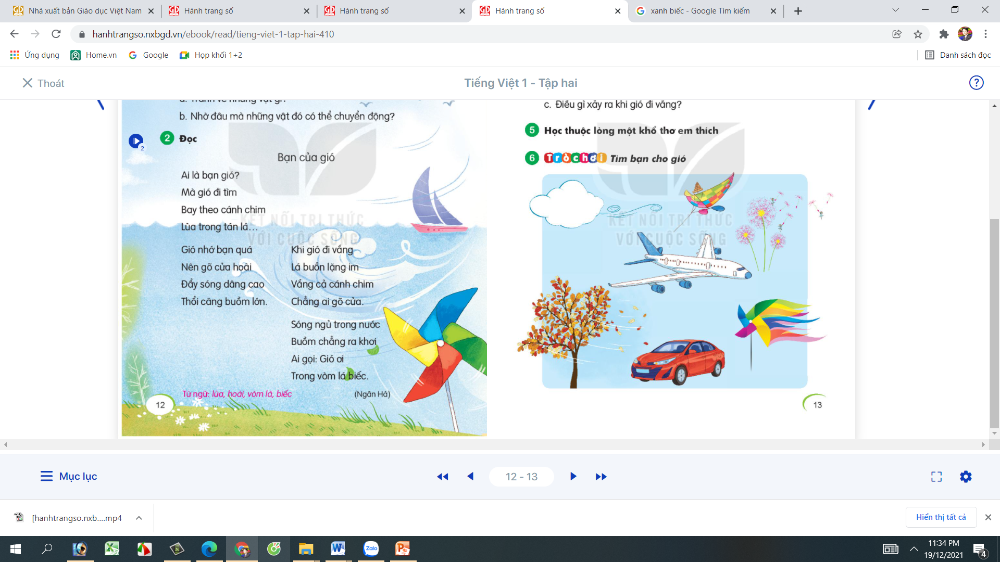 Nhà xuất bản Giáo dục Việt Nam
Hành trang số
Hành trang số
Hành trang số
xanh biếc - Google Tìm kiếm
hanhtrangso.nxbgd.vn/ebook/read/tieng-viet-1-tap-hai-410
Ứng dụng
Home.vn
Google
Họp khối 1+2
Danh sách đọc
Thoát
Tiếng Việt 1 - Tập hai
?
a. Tranh vẽ những vật gì?
b. Nhờ đâu mà những vật đó có thể chuyển động?
2
2 Đọc
Bạn của gió
Ai là bạn gió?
Mà gió đi tìm
Bay theo cánh chim
Lùa trong tán lá…
Gió nhớ bạn quá
Nên gõ cửa hoài
Đẩy sóng dâng cao
Thổi căng buồm lớn.
Khi gió đi vắng
Lá buồn lặng im
Vắng cả cánh chim
Chẳng ai gõ cửa.
Sóng ngủ trong nước
Buồm chẳng ra khơi
Ai gọi: Gió ơi
Trong vòm lá biếc.
(Ngân Hà)
Từ ngữ: lùa, hoài, vòm lá, biếc
12
KẾT NỐI TRI THỨC
VỚI CUỘC SỐNG
c. Điều gì xảy ra khi gió đi vắng?
5 Học thuộc lòng một khổ thơ em thích
6 Trò chơi Tìm bạn cho gió
KẾT NỐI TRI THỨC
VỚI CUỘC SỐNG
13
Mục lục
12 - 13
[hanhtrangso.nxb....mp4
Hiển thị tất cả
Zalo
11:34 PM
19/12/2021
4